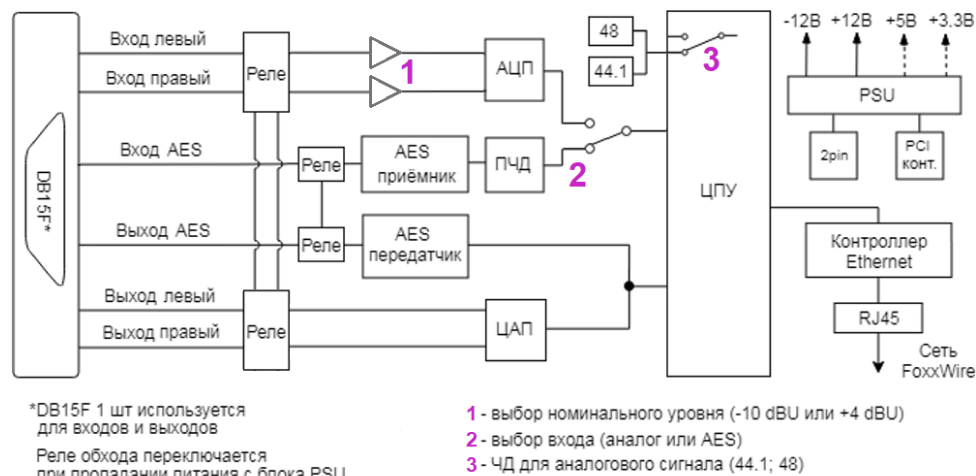 -12В +12В +5В +3.3В
48
Вход левый
3
Реле
1
АЦП
44.1
Вход правый
PSU
Вход AES
Реле
AES
приёмник
ПЧД
2
2pin
PCI
конт.
DB15F*
ЦПУ
Выход AES
Реле
AES
передатчик
Контроллер
Ethernet
Выход левый
Реле
ЦАП
RJ45
Выход правый
Сеть
FoxxWire
*DB15F 1 шт используется
для входов и выходов
Реле обхода переключается
при пропадании питания с блока PSU
1 - выбор номинального уровня (-10 dBU или +4 dBU)
2 - выбор входа (аналог или AES)
3 - ЧД для аналогового сигнала (44.1; 48)